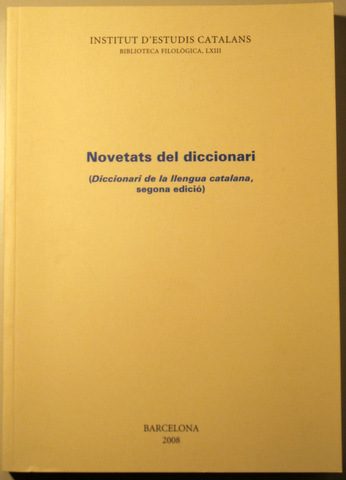 INSTITUT D'ESTUDIS CATALANS
BIBLIOTECA FILOLÒGICA, LXIII
Novetats del diccionari
(Diccionari de la llengua catalana,
segona edició)
BARCELONA
2008